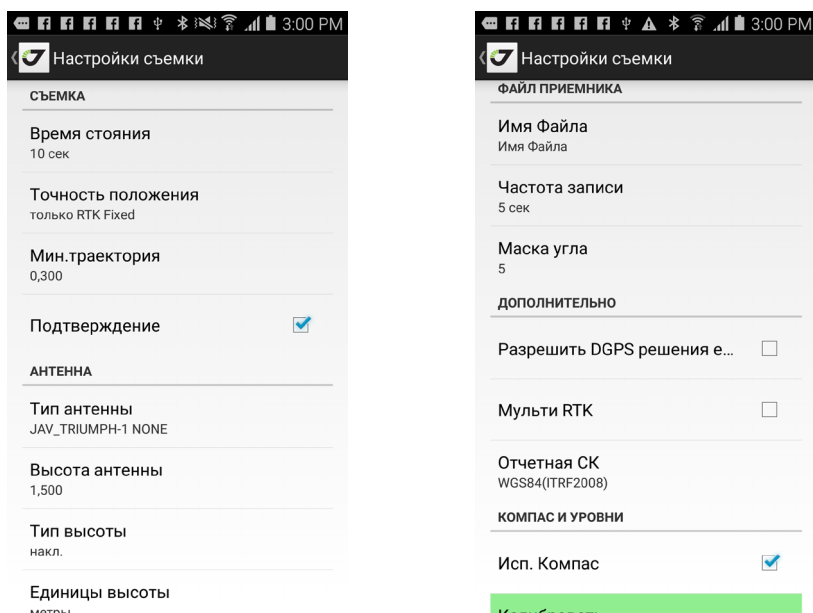 3:00 PM
Настройки съемки
СЪЕМКА
Время стояния
10 сек
Точность положения
только RTK Fixed
Мин.траектория
0,300
Подтверждение
АНТЕННА
Тип антенны
JAV_TRIUMPH-1 NONE
Высота антенны
1,500
Тип высоты
накл.
Единицы высоты
метры
3:00 PM
Настройки съемки
ФАЙЛ ПРИЕМНИКА
Имя Файла
Имя Файла
Частота записи
5 сек
Маска угла
5
ДОПОЛНИТЕЛЬНО
Разрешить DGPS решения е...
Мульти RTK
Отчетная СК
WGS84(ITRF2008)
КОМПАС И УРОВНИ
Исп. Компас